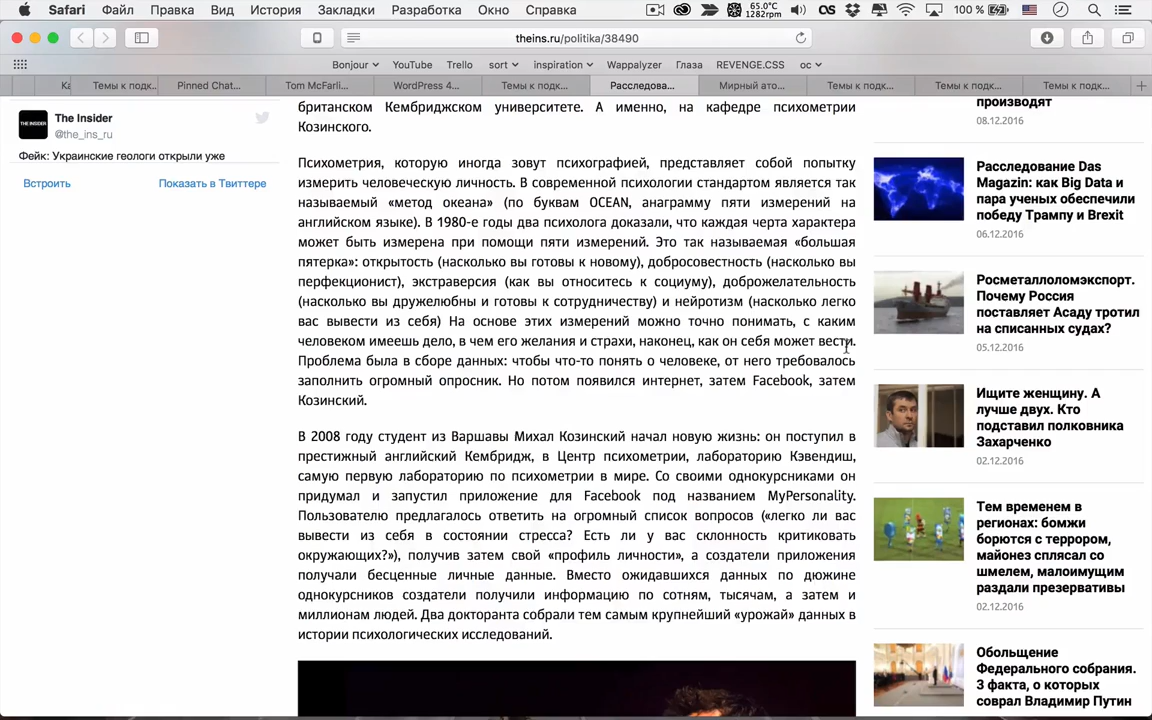 Safari Файл Правка Вид История Закладки Разработка Окно Справка 65.0°C 1282rpm 100 %
theins.ru/politika/38490
Bonjour YouTube Trello sort inspiration Wappalyzer Глаза REVENGE.CSS ос
Ка Темы к подк... Pinned Chat... Tom McFarli... WordPress 4... Темы к подк... Расследова... Мирный ато... Темы к подк... Темы к подк... Темы к подк...
THE INSIDER
The Insider
@the_ins_ru
Фейк: Украинские геологи открыли уже
Встроить Показать в Твиттере
британском Кембриджском университете. А именно, на кафедре психометрии
Козинского.
Психометрия, которую иногда зовут психографией, представляет собой попытку
измерить человеческую личность. В современной психологии стандартом является так
называемый «метод океана» (по буквам OCEAN, анаграмму пяти измерений на
английском языке). В 1980-е годы два психолога доказали, что каждая черта характера
может быть измерена при помощи пяти измерений. Это так называемая «большая
пятерка»: открытость (насколько вы готовы к новому), добросовестность (насколько вы
перфекционист), экстраверсия (как вы относитесь к социуму), доброжелательность
(насколько вы дружелюбны и готовы к сотрудничеству) и нейротизм (насколько легко
вас вывести из себя) На основе этих измерений можно точно понимать, с каким
человеком имеешь дело, в чем его желания и страхи, наконец, как он себя может вести.
Проблема была в сборе данных: чтобы что-то понять о человеке, от него требовалось
заполнить огромный опросник. Но потом появился интернет, затем Facebook, затем
Козинский.
В 2008 году студент из Варшавы Михал Козинский начал новую жизнь: он поступил в
престижный английский Кембридж, в Центр психометрии, лабораторию Кэвендиш,
самую первую лабораторию по психометрии в мире. Со своими однокурсниками он
придумал и запустил приложение для Facebook под названием MyPersonality.
Пользователю предлагалось ответить на огромный список вопросов («легко ли вас
вывести из себя в состоянии стресса? Есть ли у вас склонность критиковать
окружающих?»), получив затем свой «профиль личности», а создатели приложения
получали бесценные личные данные. Вместо ожидавшихся данных по дюжине
однокурсников создатели получили информацию по сотням, тысячам, а затем и
миллионам людей. Два докторанта собрали тем самым крупнейший «урожай» данных в
истории психологических исследований.
производят
08.12.2016
Расследование Das
Magazin: как Big Data и
пара ученых обеспечили
победу Трампу и Brexit
06.12.2016
Росметаллоломэкспорт.
Почему Россия
поставляет Асаду тротил
на списанных судах?
05.12.2016
Ищите женщину. А
лучше двух. Кто
подставил полковника
Захарченко
02.12.2016
Тем временем в
регионах: бомжи
борются с террором,
майонез сплясал со
шмелем, малоимущим
раздали презервативы
02.12.2016
Обольщение
Федерального собрания.
3 факта, о которых
соврал Владимир Путин